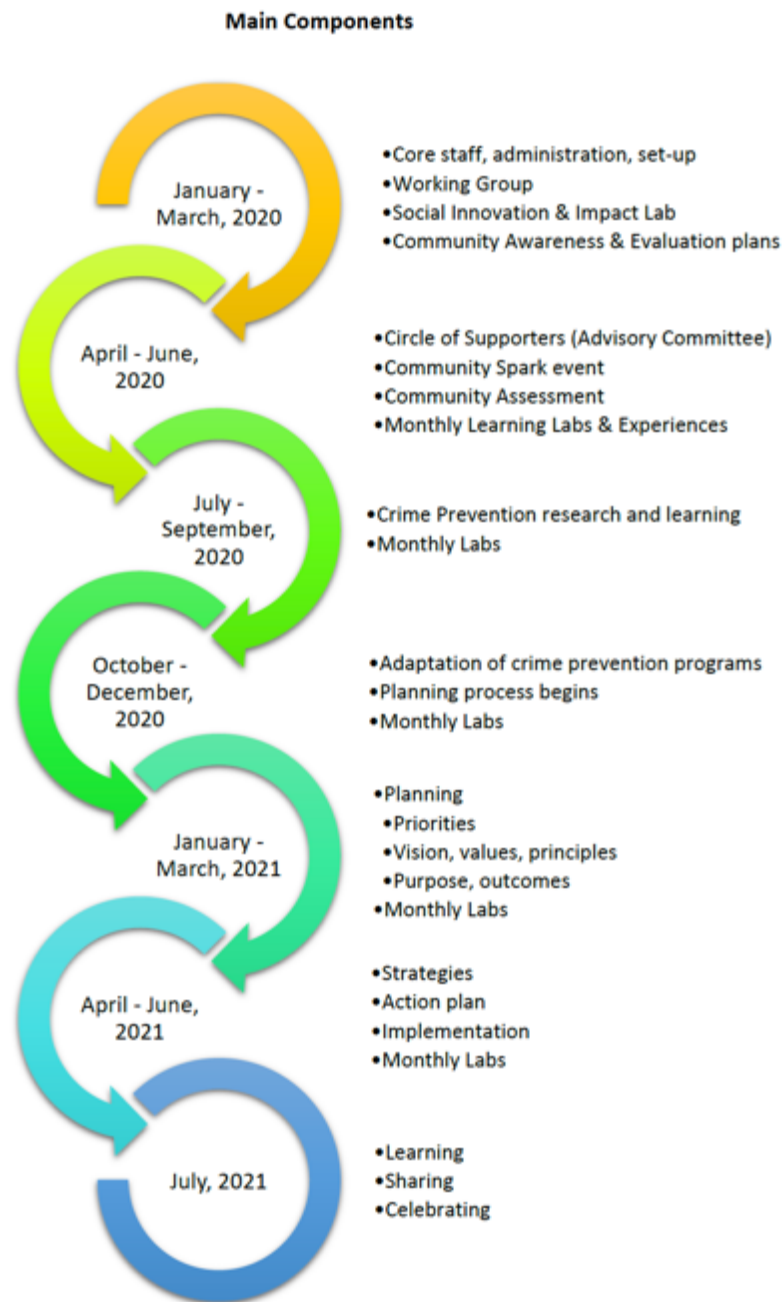 Main Components
January -
March, 2020
•Core staff, administration, set-up
•Working Group
•Social Innovation & Impact Lab
•Community Awareness & Evaluation plans
April - June,
2020
•Circle of Supporters (Advisory Committee)
•Community Spark event
•Community Assessment
•Monthly Learning Labs & Experiences
July -
September,
2020
•Crime Prevention research and learning
•Monthly Labs
October -
December,
2020
•Adaptation of crime prevention programs
•Planning process begins
•Monthly Labs
January -
March, 2021
•Planning
•Priorities
•Vision, values, principles
•Purpose, outcomes
•Monthly Labs
April - June,
2021
•Strategies
•Action plan
•Implementation
•Monthly Labs
July, 2021
•Learning
•Sharing
•Celebrating